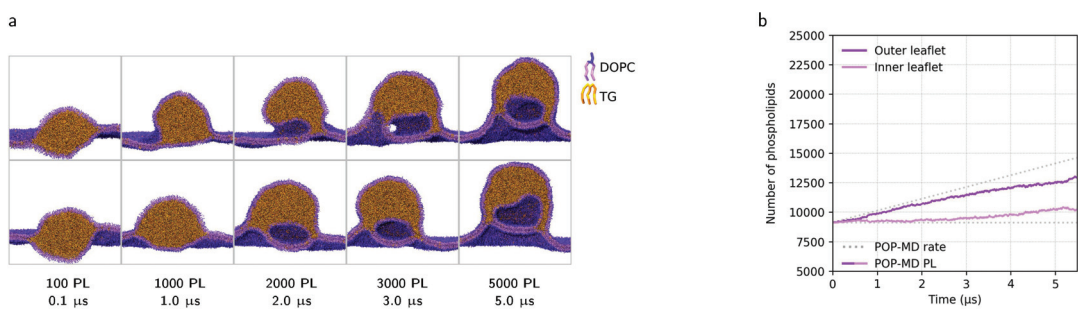 a
DOPC
TG
100 PL
0.1 μs
1000 PL
1.0 μs
2000 PL
2.0 μs
3000 PL
3.0 μs
5000 PL
5.0 μs
b
Number of phospholipids
25000
22500
20000
17500
15000
12500
10000
7500
5000
Outer leaflet
Inner leaflet
POP-MD rate
POP-MD PL
0
1
2
3
4
5
Time (μs)